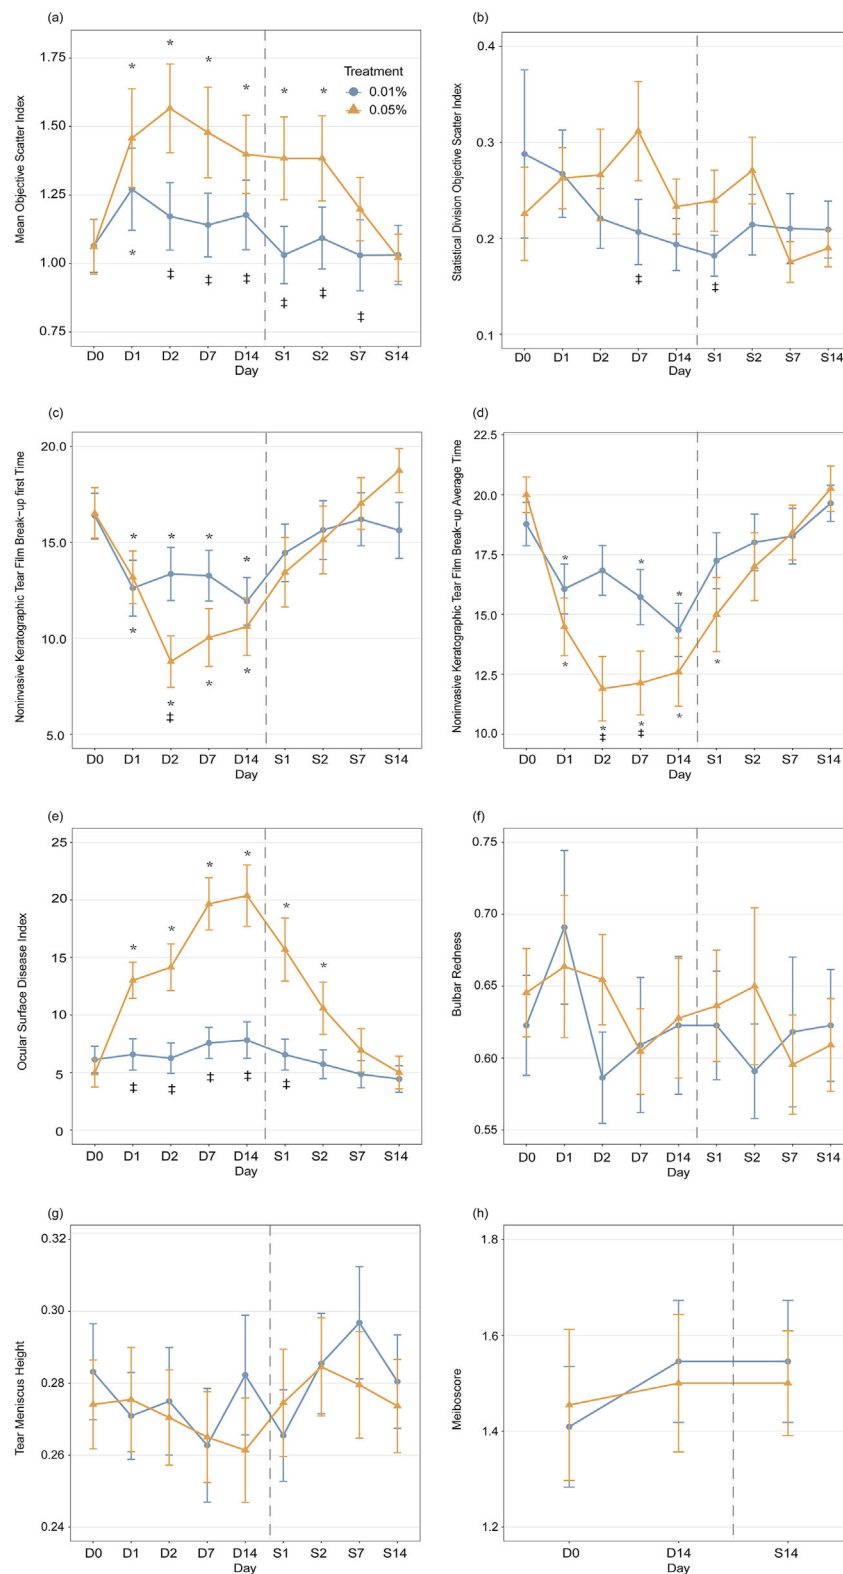 (a)
Mean Objective Scatter Index
1.75
1.50
1.25
1.00
0.75
Treatment
0.01%
0.05%
* * * * * *
*
‡ ‡ ‡ ‡ ‡ ‡
D0 D1 D2 D7 D14 S1 S2 S7 S14
Day
(b)
Statistical Division Objective Scatter Index
0.4
0.3
0.2
0.1
‡ ‡
D0 D1 D2 D7 D14 S1 S2 S7 S14
Day
(c)
Noninvasive Keratographic Tear Film Break-up first Time
20.0
15.0
10.0
5.0
* * * *
* * * *
‡
D0 D1 D2 D7 D14 S1 S2 S7 S14
Day
(d)
Noninvasive Keratographic Tear Film Break-up Average Time
22.5
20.0
17.5
15.0
12.5
10.0
* * *
* * * * *
‡ ‡
D0 D1 D2 D7 D14 S1 S2 S7 S14
Day
(e)
Ocular Surface Disease Index
25
20
15
10
5
0
* * * * * *
‡ ‡ ‡ ‡ ‡
D0 D1 D2 D7 D14 S1 S2 S7 S14
Day
(f)
Bulbar Redness
0.75
0.70
0.65
0.60
0.55
D0 D1 D2 D7 D14 S1 S2 S7 S14
Day
(g)
Tear Meniscus Height
0.32
0.30
0.28
0.26
0.24
D0 D1 D2 D7 D14 S1 S2 S7 S14
Day
(h)
Meiboscore
1.8
1.6
1.4
1.2
D0 D14 S14
Day